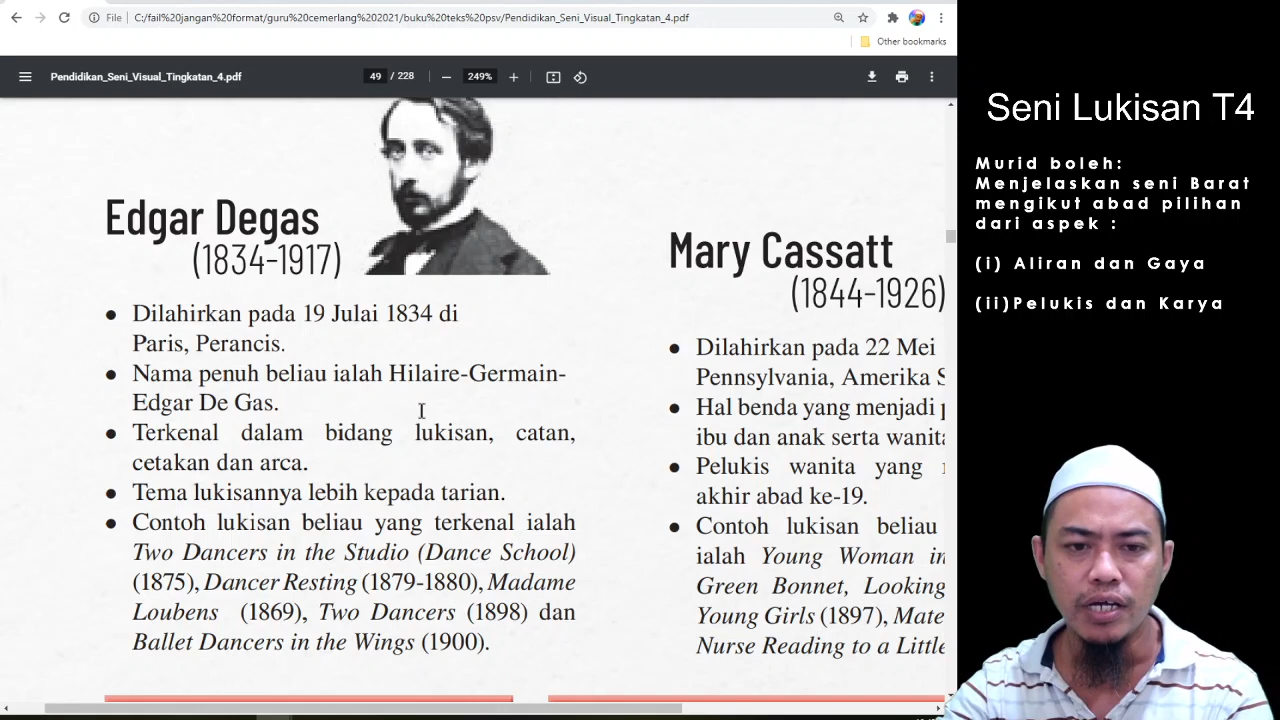 File
C:/fail%20jangan%20format/guru%20cemerlang%202021/buku%20teks%20psv/Pendidikan_Seni_Visual_Tingkatan_4.pdf
Other bookmarks
Pendidikan_Seni_Visual_Tingkatan_4.pdf
49 / 228
249%
Edgar Degas
(1834-1917)
• Dilahirkan pada 19 Julai 1834 di
Paris, Perancis.
• Nama penuh beliau ialah Hilaire-Germain-
Edgar De Gas.
• Terkenal dalam bidang lukisan, catan,
cetakan dan arca.
• Tema lukisannya lebih kepada tarian.
• Contoh lukisan beliau yang terkenal ialah
Two Dancers in the Studio (Dance School)
(1875), Dancer Resting (1879-1880), Madame
Loubens (1869), Two Dancers (1898) dan
Ballet Dancers in the Wings (1900).
Mary Cassatt
(1844-1926)
• Dilahirkan pada 22 Mei
Pennsylvania, Amerika S
• Hal benda yang menjadi p
ibu dan anak serta wanita
• Pelukis wanita yang
akhir abad ke-19.
• Contoh lukisan beliau
ialah Young Woman in
Green Bonnet, Looking
Young Girls (1897), Mate
Nurse Reading to a Little
Seni Lukisan T4
Murid boleh:
Menjelaskan seni Barat
mengikut abad pilihan
dari aspek :
(i) Aliran dan Gaya
(ii)Pelukis dan Karya